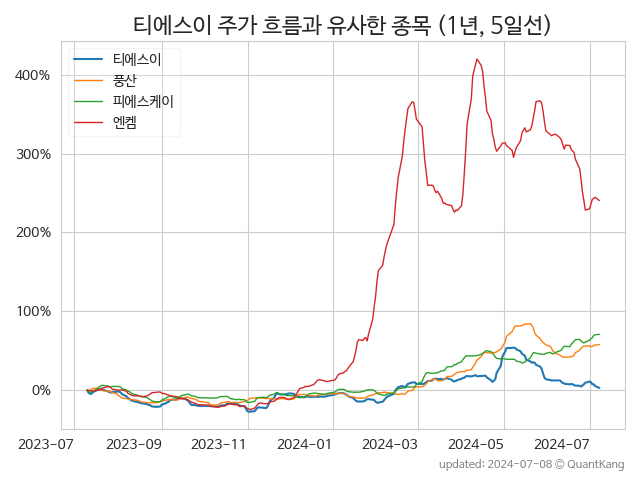 티에스이 주가 흐름과 유사한 종목 (1년, 5일선)
티에스이
풍산
피에스케이
엔켐
400%
300%
200%
100%
0%
2023-07 2023-09 2023-11 2024-01 2024-03 2024-05 2024-07
updated: 2024-07-08 © QuantKang